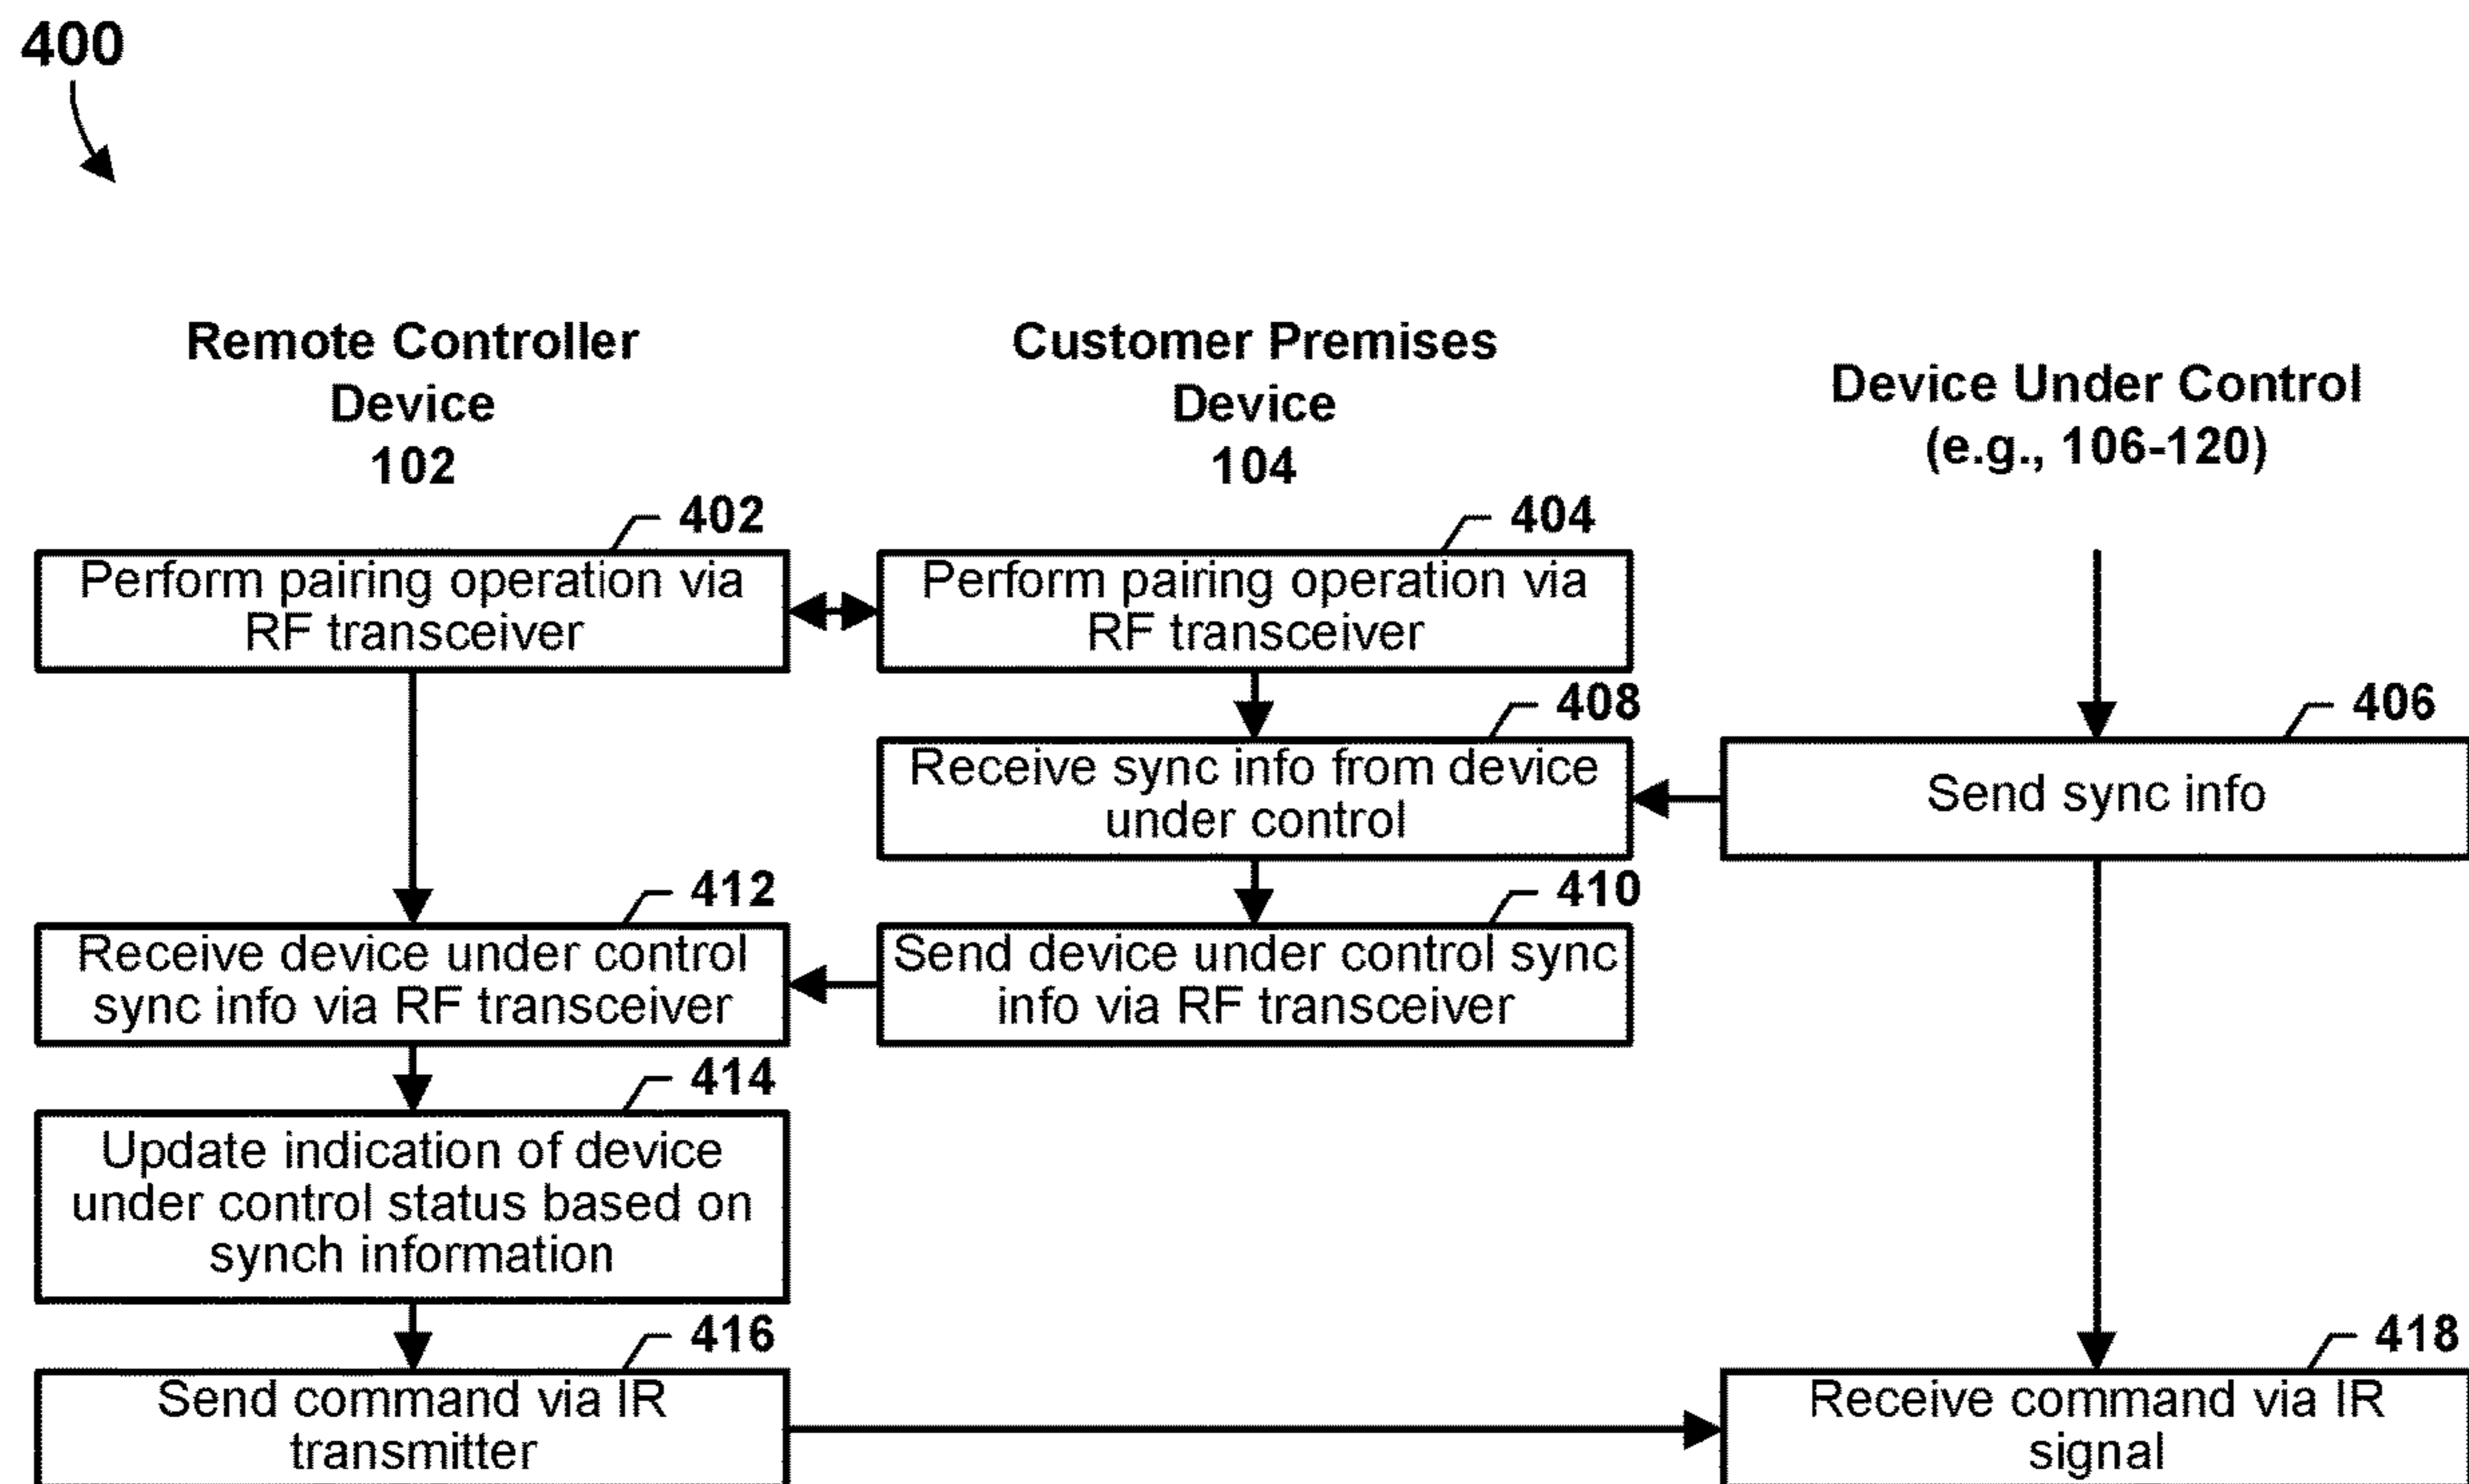 400
Remote Controller
Device
102
Customer Premises
Device
104
Device Under Control
(e.g., 106-120)
402
Perform pairing operation via
RF transceiver
404
Perform pairing operation via
RF transceiver
408
Receive sync info from device
under control
406
Send sync info
412
Receive device under control
sync info via RF transceiver
410
Send device under control sync
info via RF transceiver
414
Update indication of device
under control status based on
synch information
416
Send command via IR
transmitter
418
Receive command via IR
signal